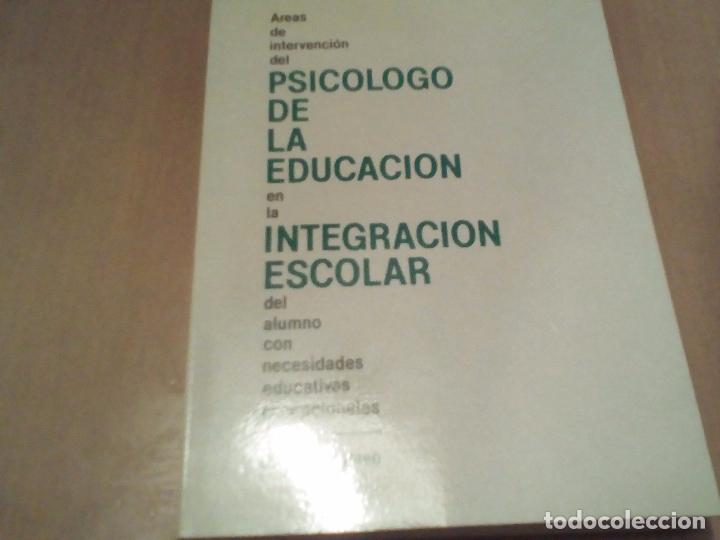 Areas
de
intervención
del
PSICOLOGO
DE
LA
EDUCACION
en
la
INTEGRACION
ESCOLAR
del
alumno
con
necesidades
educativas
todocoleccion